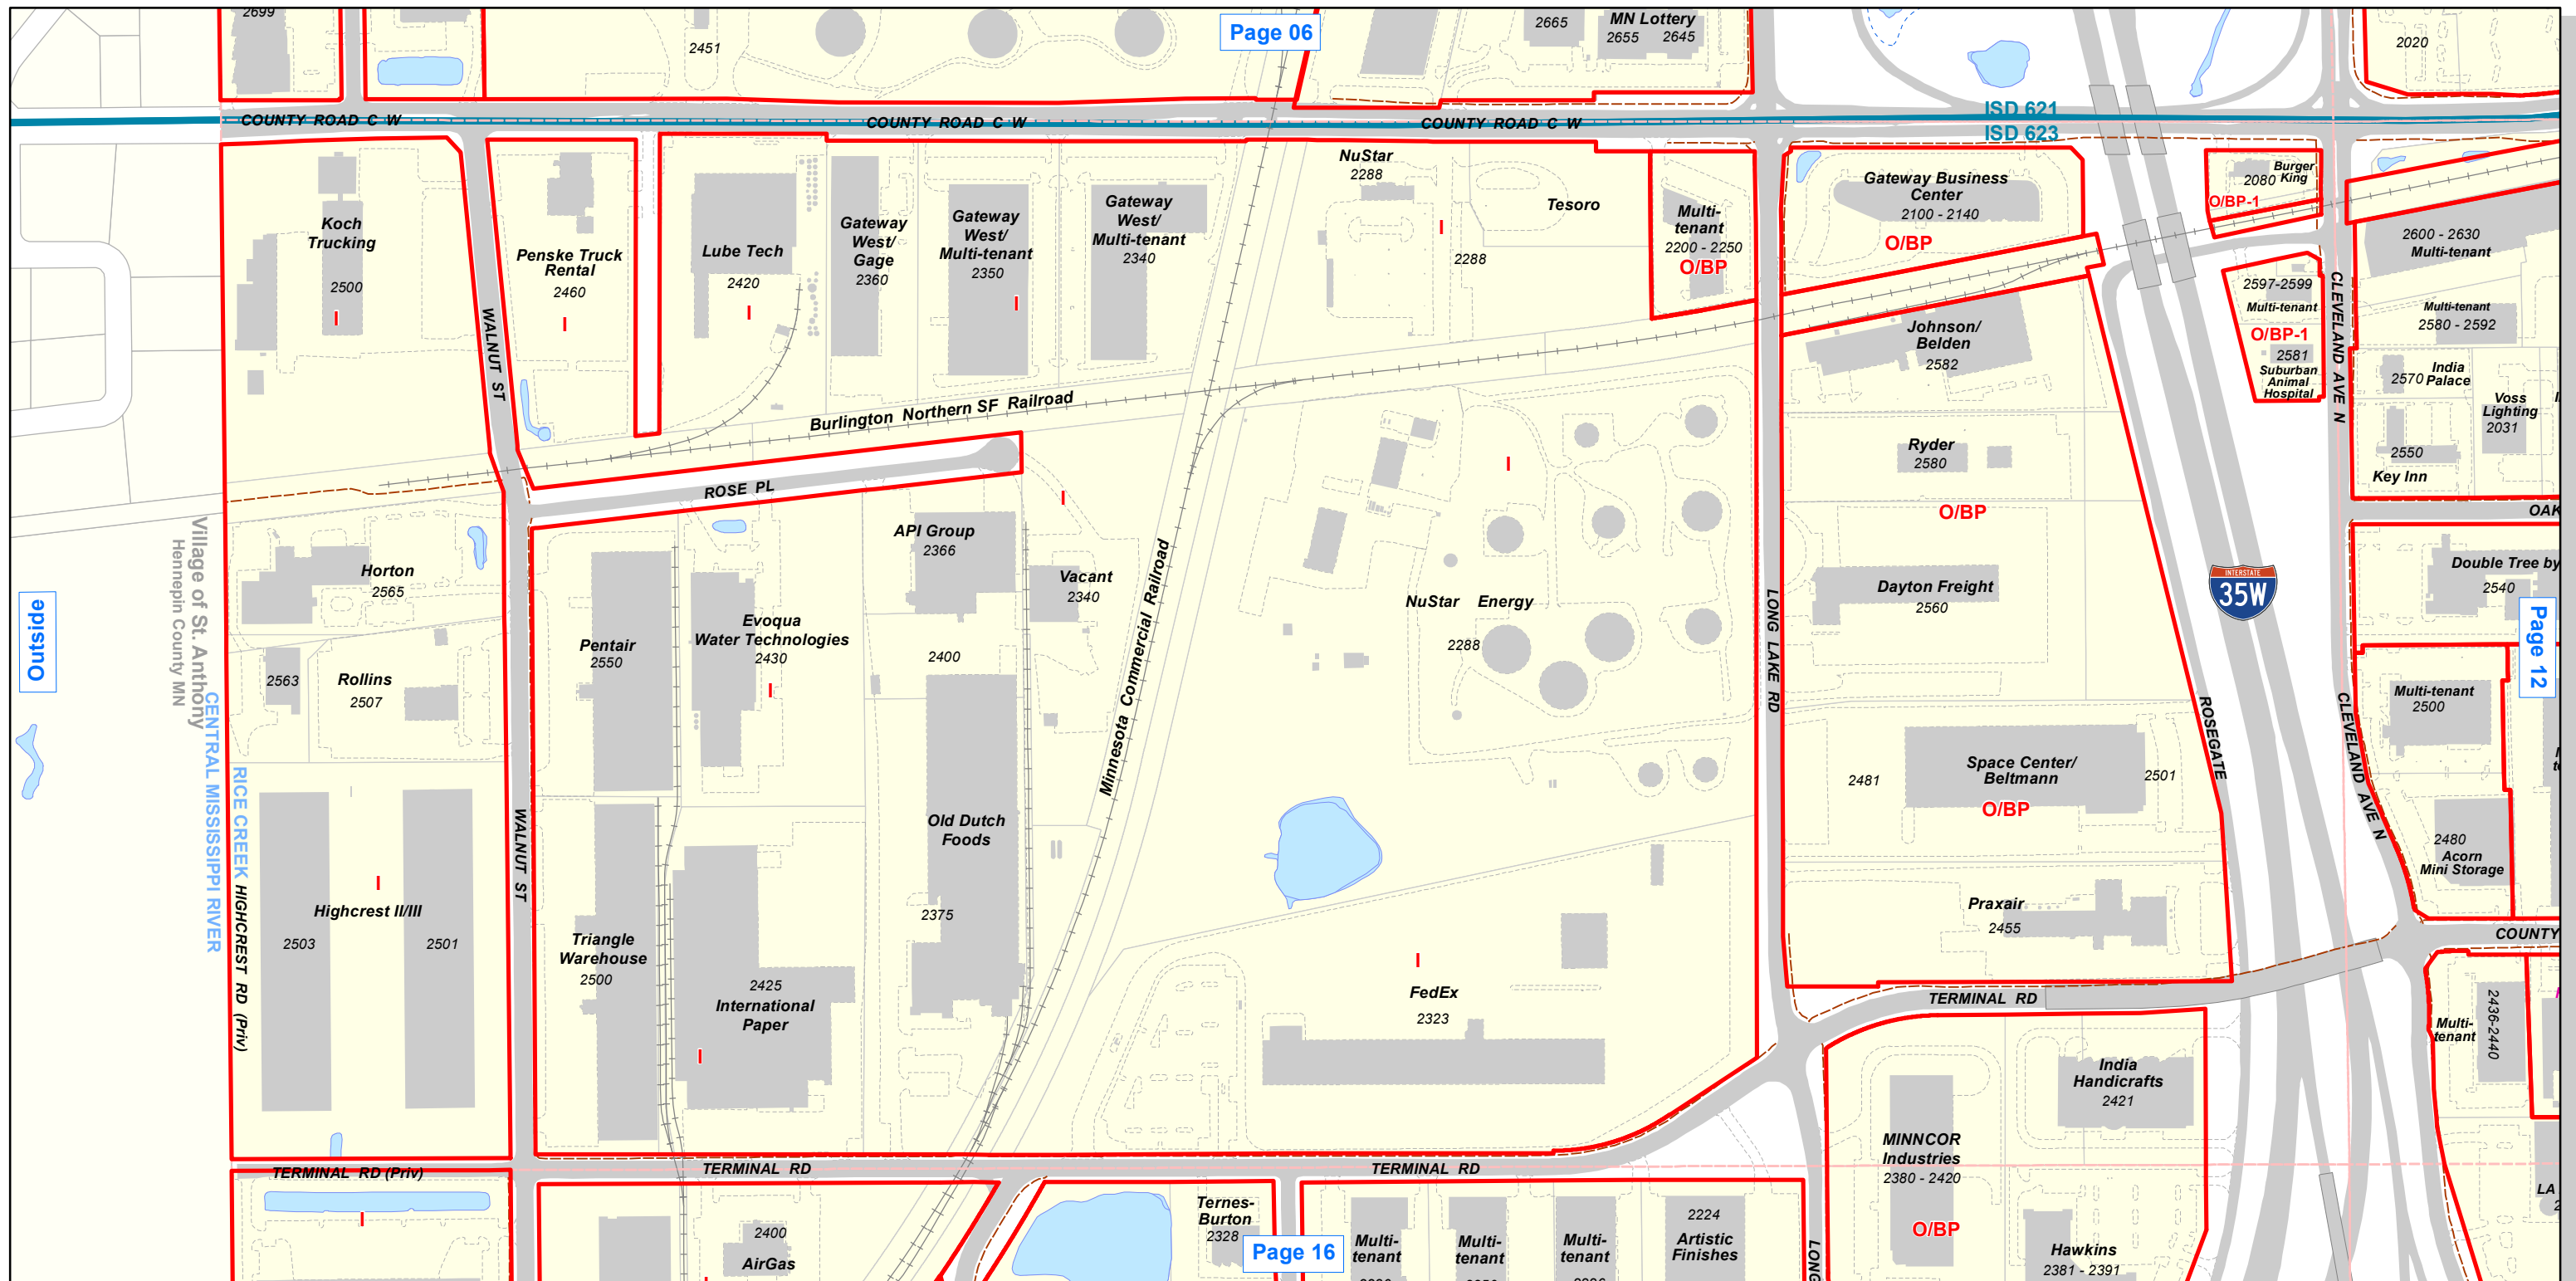 2699
2451
Page 06
2665
MN Lottery
2655 2645
2020
ISD 621
COUNTY ROAD C W
COUNTY ROAD C W
COUNTY ROAD C W
ISD 623
Koch
Trucking
2500
I
WALNUT ST
Penske Truck
Rental
2460
I
Lube Tech
2420
I
Gateway
West/
Gage
2360
Gateway
West/
Multi-tenant
2350
I
Gateway
West/
Multi-tenant
2340
NuStar
2288
I
Tesoro
2288
Multi-
tenant
2200 - 2250
O/BP
Gateway Business
Center
2100 - 2140
O/BP
Burger
King
2080
O/BP-1
2600 - 2630
Multi-tenant
2597-2599
Multi-tenant
O/BP-1
2581
Suburban
Animal
Hospital
CLEVELAND AVE N
Multi-tenant
2580 - 2592
India
Palace
2570
Voss
Lighting
2031
2550
Key Inn
OAK
Johnson/
Belden
2582
Ryder
2580
O/BP
Dayton Freight
2560
Burlington Northern SF Railroad
ROSE PL
Village of St. Anthony
Hennepin County MN
Outside
CENTRAL MISSISSIPPI RIVER
RICE CREEK
HIGHCREST RD (Priv)
Horton
2565
2563
Rollins
2507
I
Highcrest II/III
2503
2501
WALNUT ST
Pentair
2550
Evoqua
Water Technologies
2430
I
API Group
2366
I
Vacant
2340
2400
Minnesota Commercial Railroad
I
NuStar Energy
2288
LONG LAKE RD
INTERSTATE
35W
Double Tree by
2540
Page 12
Multi-tenant
2500
CLEVELAND AVE N
ROSEGATE
2481
Space Center/
Beltmann
2501
O/BP
2480
Acorn
Mini Storage
Praxair
2455
COUNTY
Old Dutch
Foods
2375
Triangle
Warehouse
2500
2425
International
Paper
I
I
FedEx
2323
TERMINAL RD
Multi-
tenant
2436-2440
India
Handicrafts
2421
MINNCOR
Industries
2380 - 2420
O/BP
TERMINAL RD (Priv)
TERMINAL RD
TERMINAL RD
I
2400
AirGas
Ternes-
Burton
2328
Page 16
Multi-
tenant
Multi-
tenant
Multi-
tenant
2224
Artistic
Finishes
LONG
Hawkins
2381 - 2391
LA